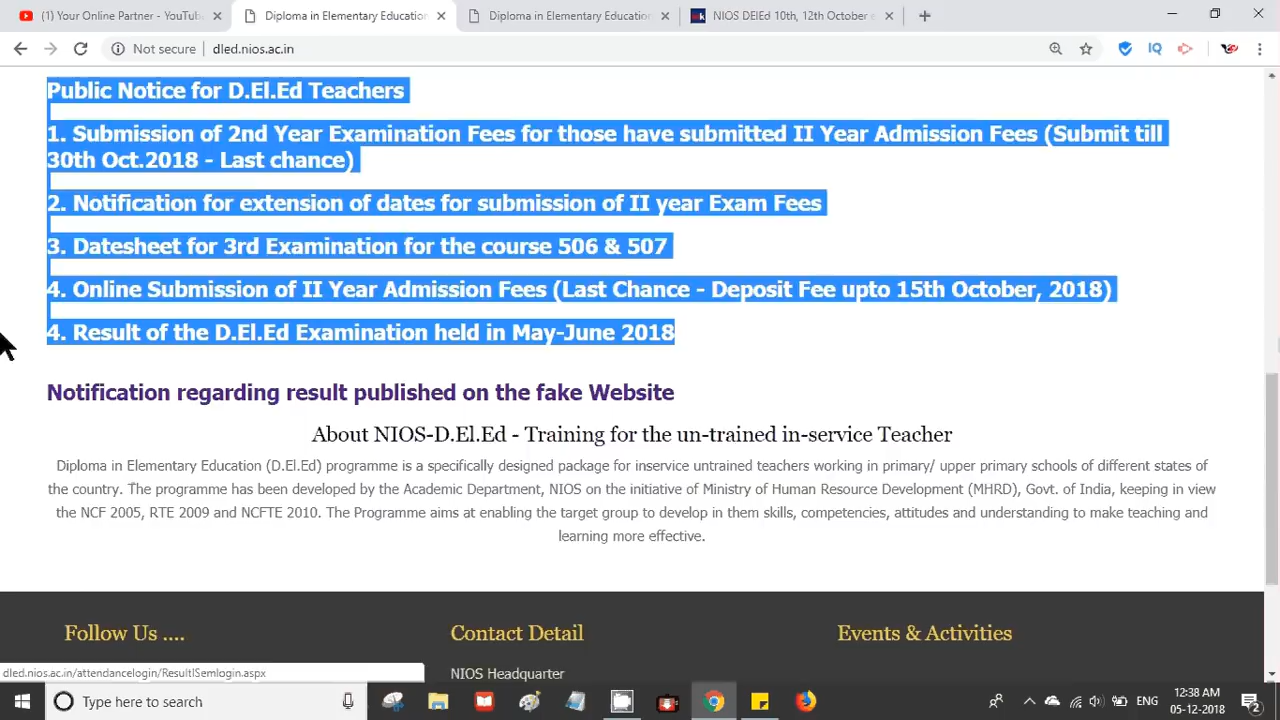 (1) Your Online Partner - YouTub
Diploma in Elementary Education
Diploma in Elementary Education
NIOS DElEd 10th, 12th October e
Not secure | dled.nios.ac.in
Public Notice for D.El.Ed Teachers
1. Submission of 2nd Year Examination Fees for those have submitted II Year Admission Fees (Submit till
30th Oct.2018 - Last chance)
2. Notification for extension of dates for submission of II year Exam Fees
3. Datesheet for 3rd Examination for the course 506 & 507
4. Online Submission of II Year Admission Fees (Last Chance - Deposit Fee upto 15th October, 2018)
4. Result of the D.El.Ed Examination held in May-June 2018
Notification regarding result published on the fake Website
About NIOS-D.El.Ed - Training for the un-trained in-service Teacher
Diploma in Elementary Education (D.El.Ed) programme is a specifically designed package for inservice untrained teachers working in primary/ upper primary schools of different states of
the country. The programme has been developed by the Academic Department, NIOS on the initiative of Ministry of Human Resource Development (MHRD), Govt. of India, keeping in view
the NCF 2005, RTE 2009 and NCFTE 2010. The Programme aims at enabling the target group to develop in them skills, competencies, attitudes and understanding to make teaching and
learning more effective.
Follow Us ....
Contact Detail
Events & Activities
dled.nios.ac.in/attendancelogin/ResultISemlogin.aspx
NIOS Headquarter
Type here to search
ENG
12:38 AM
05-12-2018
2